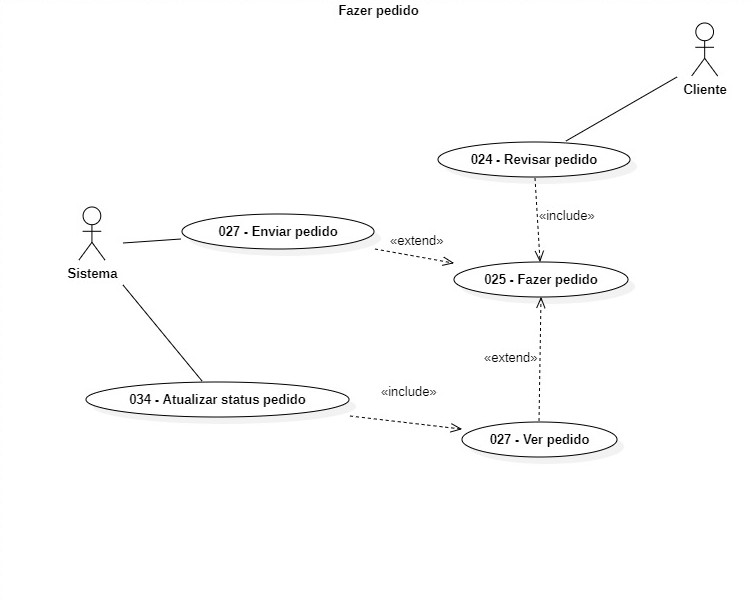 Fazer pedido
Cliente
024 - Revisar pedido
«include»
027 - Enviar pedido
«extend»
Sistema
025 - Fazer pedido
«extend»
034 - Atualizar status pedido
«include»
027 - Ver pedido